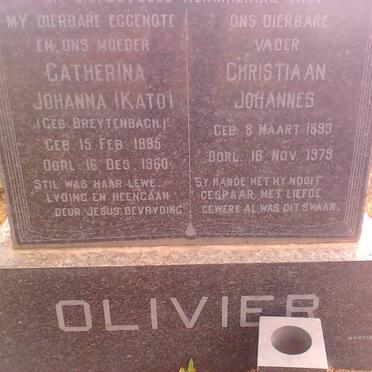 MY DIERBARE EGGENOTE
EN ONS MOEDER
CATHERINA
JOHANNA (KATO)
(GEB. BREYTENBACH)
GEB. 15 FEB. 1895
OORL. 16 DES. 1960
STIL WAS HAAR LEWE
LYDING EN HEENGAAN
DEUR JESUS BEVRYDING
ONS DIERBARE
VADER
CHRISTIAAN
JOHANNES
GEB. 8 MAART 1893
OORL. 16 NOV. 1979
SY HANDE HET HY NOOIT
GESPAAR, MET LIEFDE
GEWERK AL WAS DIT SWAAR.
OLIVIER